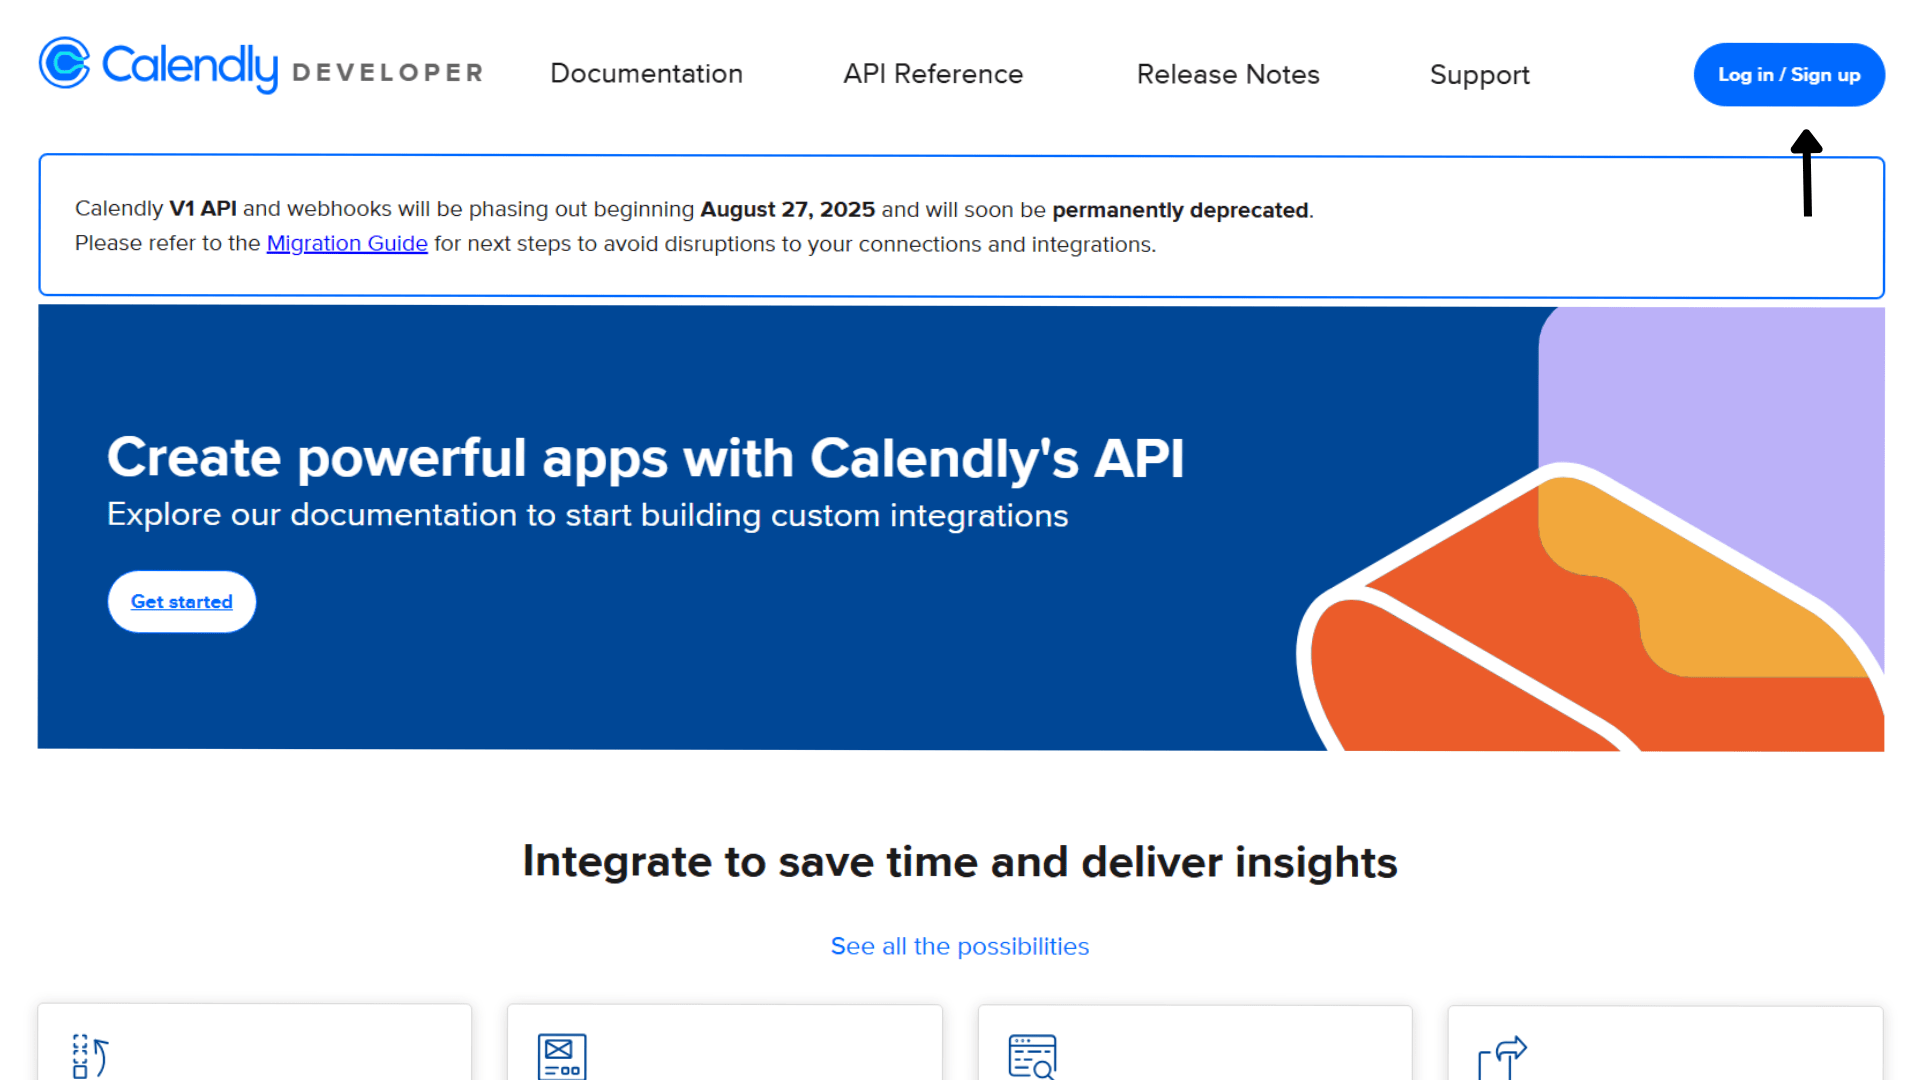 Calendly DEVELOPER
Documentation
API Reference
Release Notes
Support
Log in / Sign up
Calendly V1 API and webhooks will be phasing out beginning August 27, 2025 and will soon be permanently deprecated.
Please refer to the Migration Guide for next steps to avoid disruptions to your connections and integrations.
Create powerful apps with Calendly's API
Explore our documentation to start building custom integrations
Get started
Integrate to save time and deliver insights
See all the possibilities